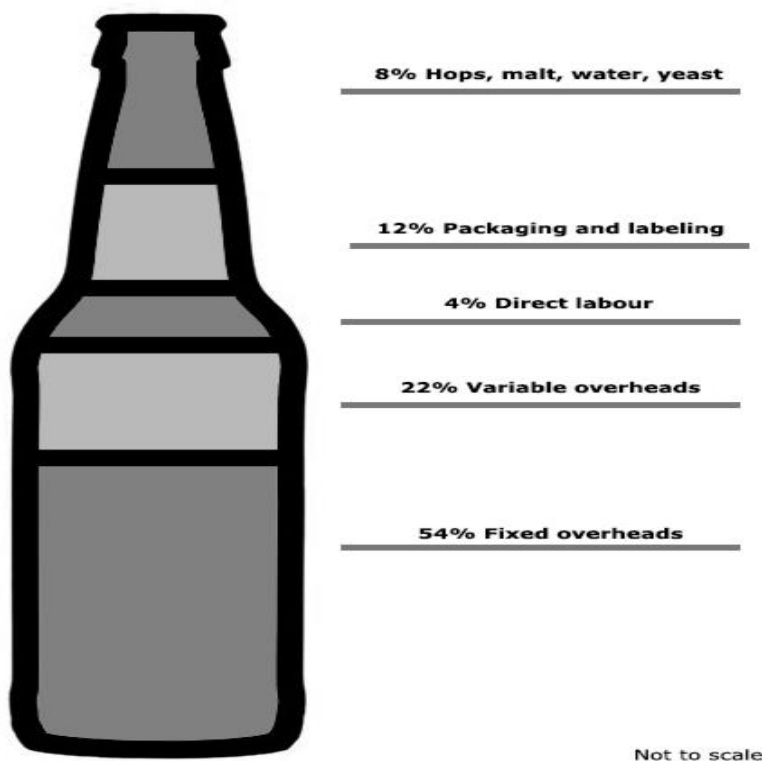 8% Hops, malt, water, yeast
12% Packaging and labeling
4% Direct labour
22% Variable overheads
54% Fixed overheads
Not to scale